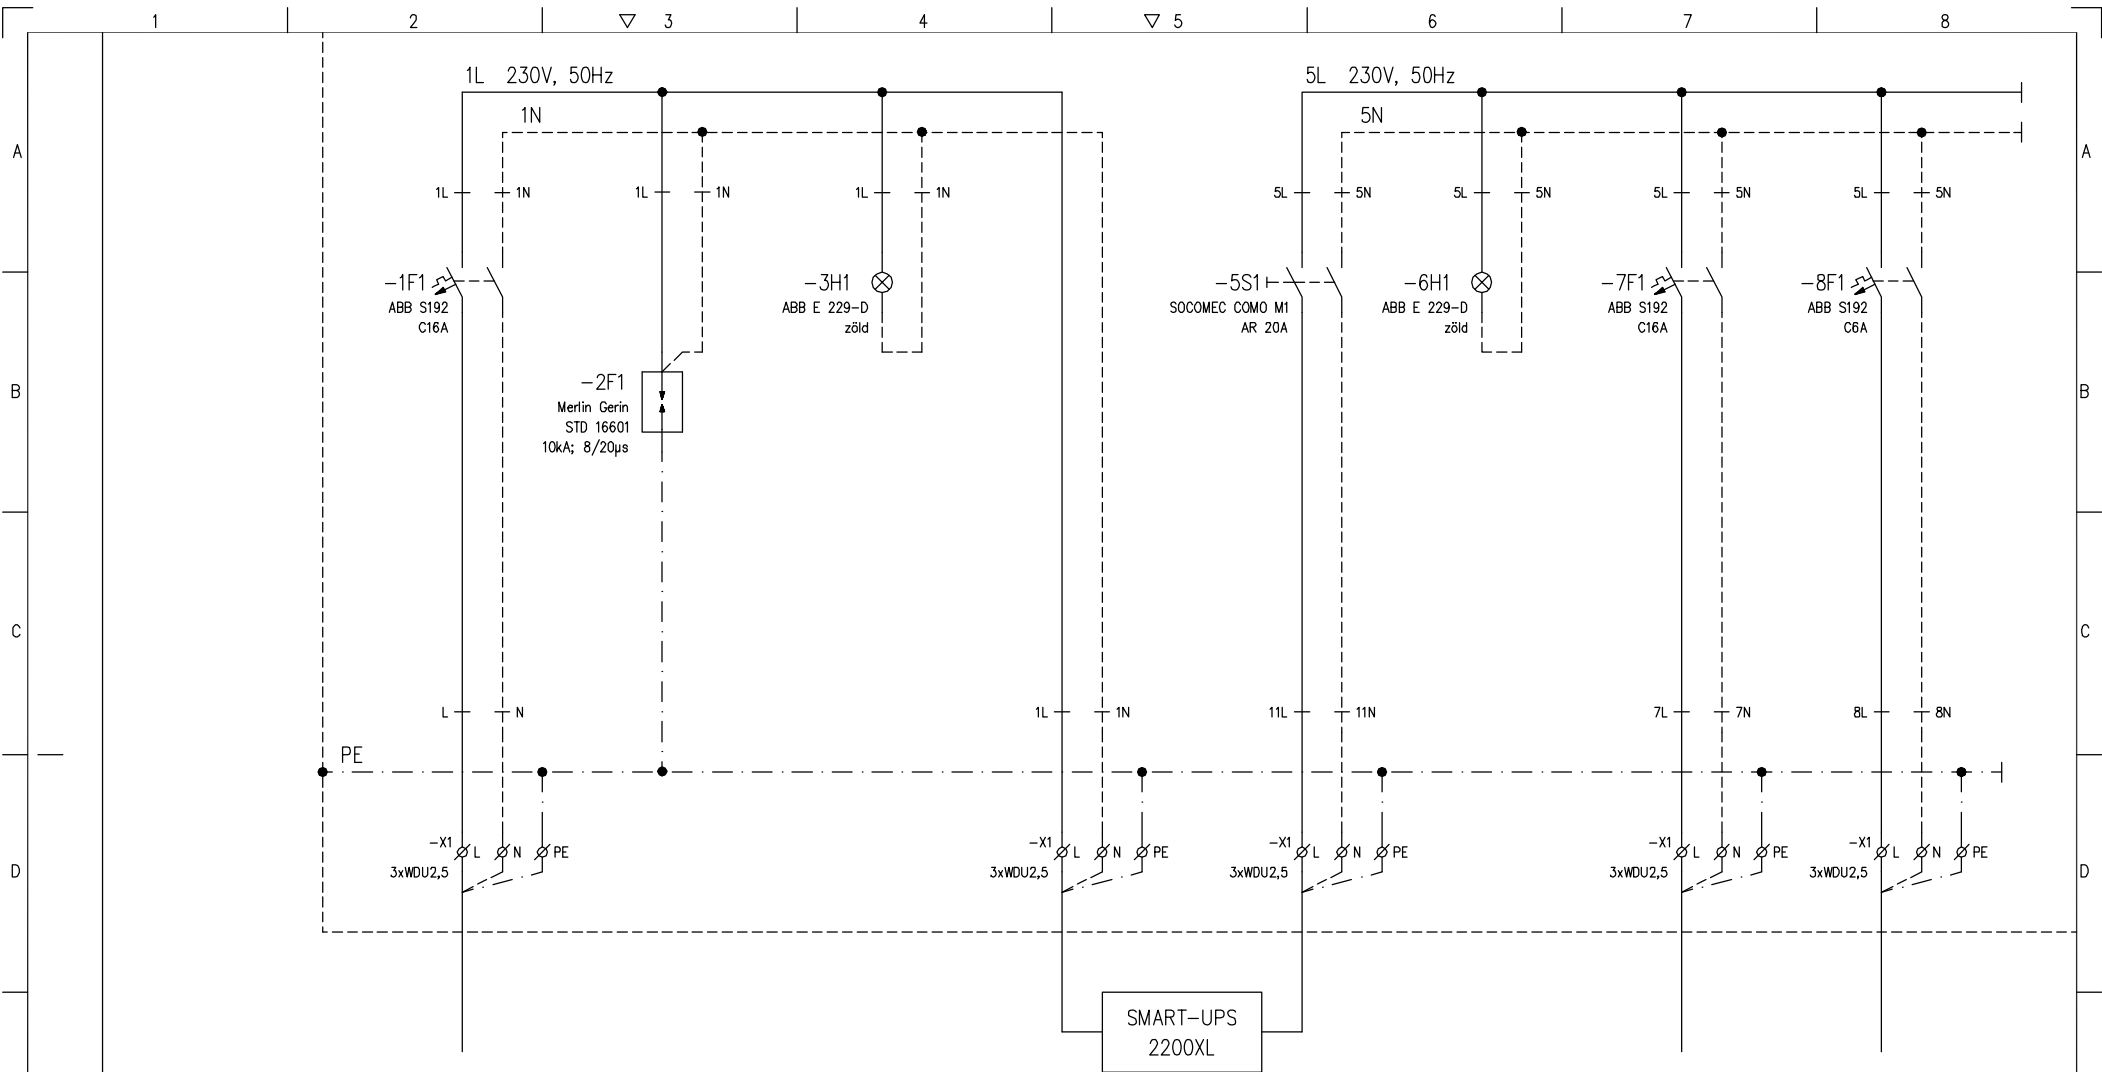 1 2 3 4 5 6 7 8
1L 230V, 50Hz 5L 230V, 50Hz
1N 5N
A A
1L 1N 1L 1N 1L 1N 5L 5N 5L 5N 5L 5N 5L 5N
-1F1
ABB S192
C16A
-3H1
ABB E 229-D
zöld
-5S1
SOCOMEC COMO M1
AR 20A
-6H1
ABB E 229-D
zöld
-7F1
ABB S192
C16A
-8F1
ABB S192
C6A
-2F1
Merlin Gerin
STD 16601
10kA; 8/20µs
B B
C C
L N 1L 1N 11L 11N 7L 7N 8L 8N
PE
-X1 L N PE
3xWDU2,5
-X1 L N PE
3xWDU2,5
-X1 L N PE
3xWDU2,5
-X1 L N PE
3xWDU2,5
-X1 L N PE
3xWDU2,5
D D
SMART-UPS
2200XL